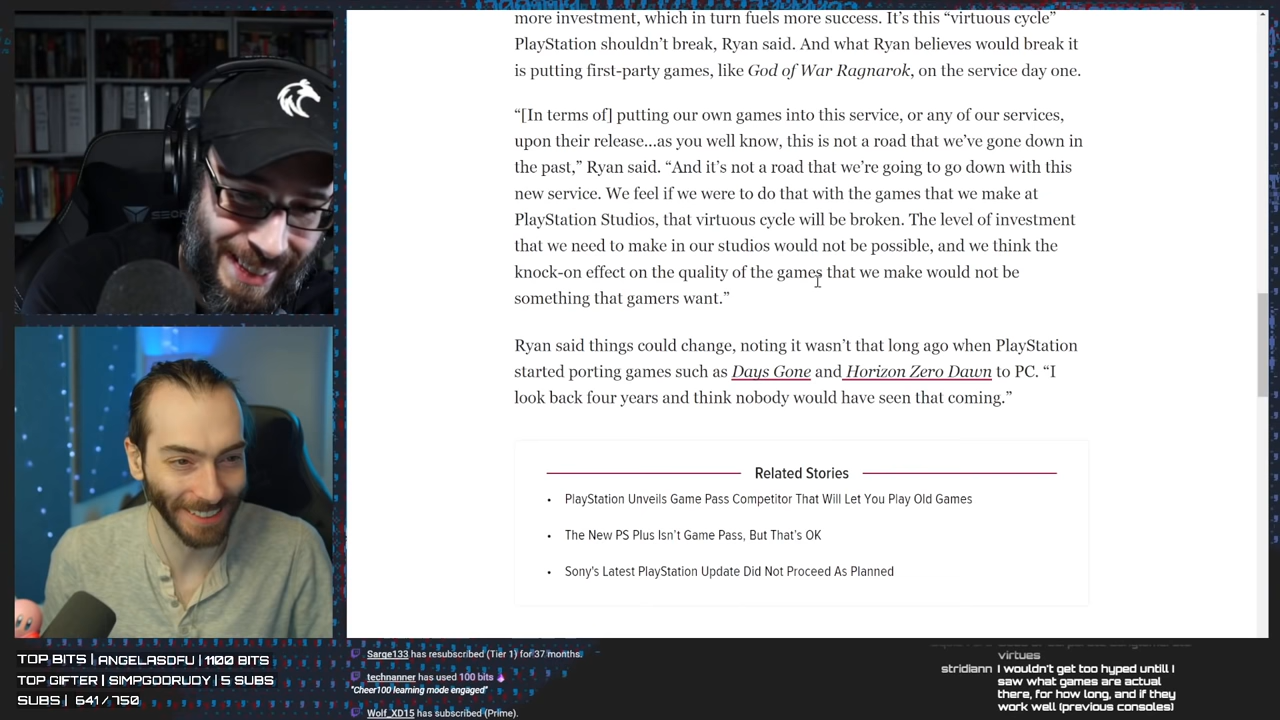 more investment, which in turn fuels more success. It’s this “virtuous cycle”
PlayStation shouldn’t break, Ryan said. And what Ryan believes would break it
is putting first-party games, like God of War Ragnarok, on the service day one.
“[In terms of] putting our own games into this service, or any of our services,
upon their release...as you well know, this is not a road that we’ve gone down in
the past,” Ryan said. “And it’s not a road that we’re going to go down with this
new service. We feel if we were to do that with the games that we make at
PlayStation Studios, that virtuous cycle will be broken. The level of investment
that we need to make in our studios would not be possible, and we think the
knock-on effect on the quality of the games that we make would not be
something that gamers want.”
Ryan said things could change, noting it wasn’t that long ago when PlayStation
started porting games such as Days Gone and Horizon Zero Dawn to PC. “I
look back four years and think nobody would have seen that coming.”
Related Stories
• PlayStation Unveils Game Pass Competitor That Will Let You Play Old Games
• The New PS Plus Isn’t Game Pass, But That’s OK
• Sony's Latest PlayStation Update Did Not Proceed As Planned
TOP BITS | ANGELASDFU | 1100 BITS
TOP GIFTER | SIMPGODRUDY | 5 SUBS
SUBS | 641/750
Sarge133 has resubscribed (Tier 1) for 37 months.
technanner has used 100 bits
"Cheer100 learning mode engaged"
Wolf_XD15 has subscribed (Prime).
virtues
stridiann I wouldn't get too hyped untill I
saw what games are actual
there, for how long, and if they
work well (previous consoles)